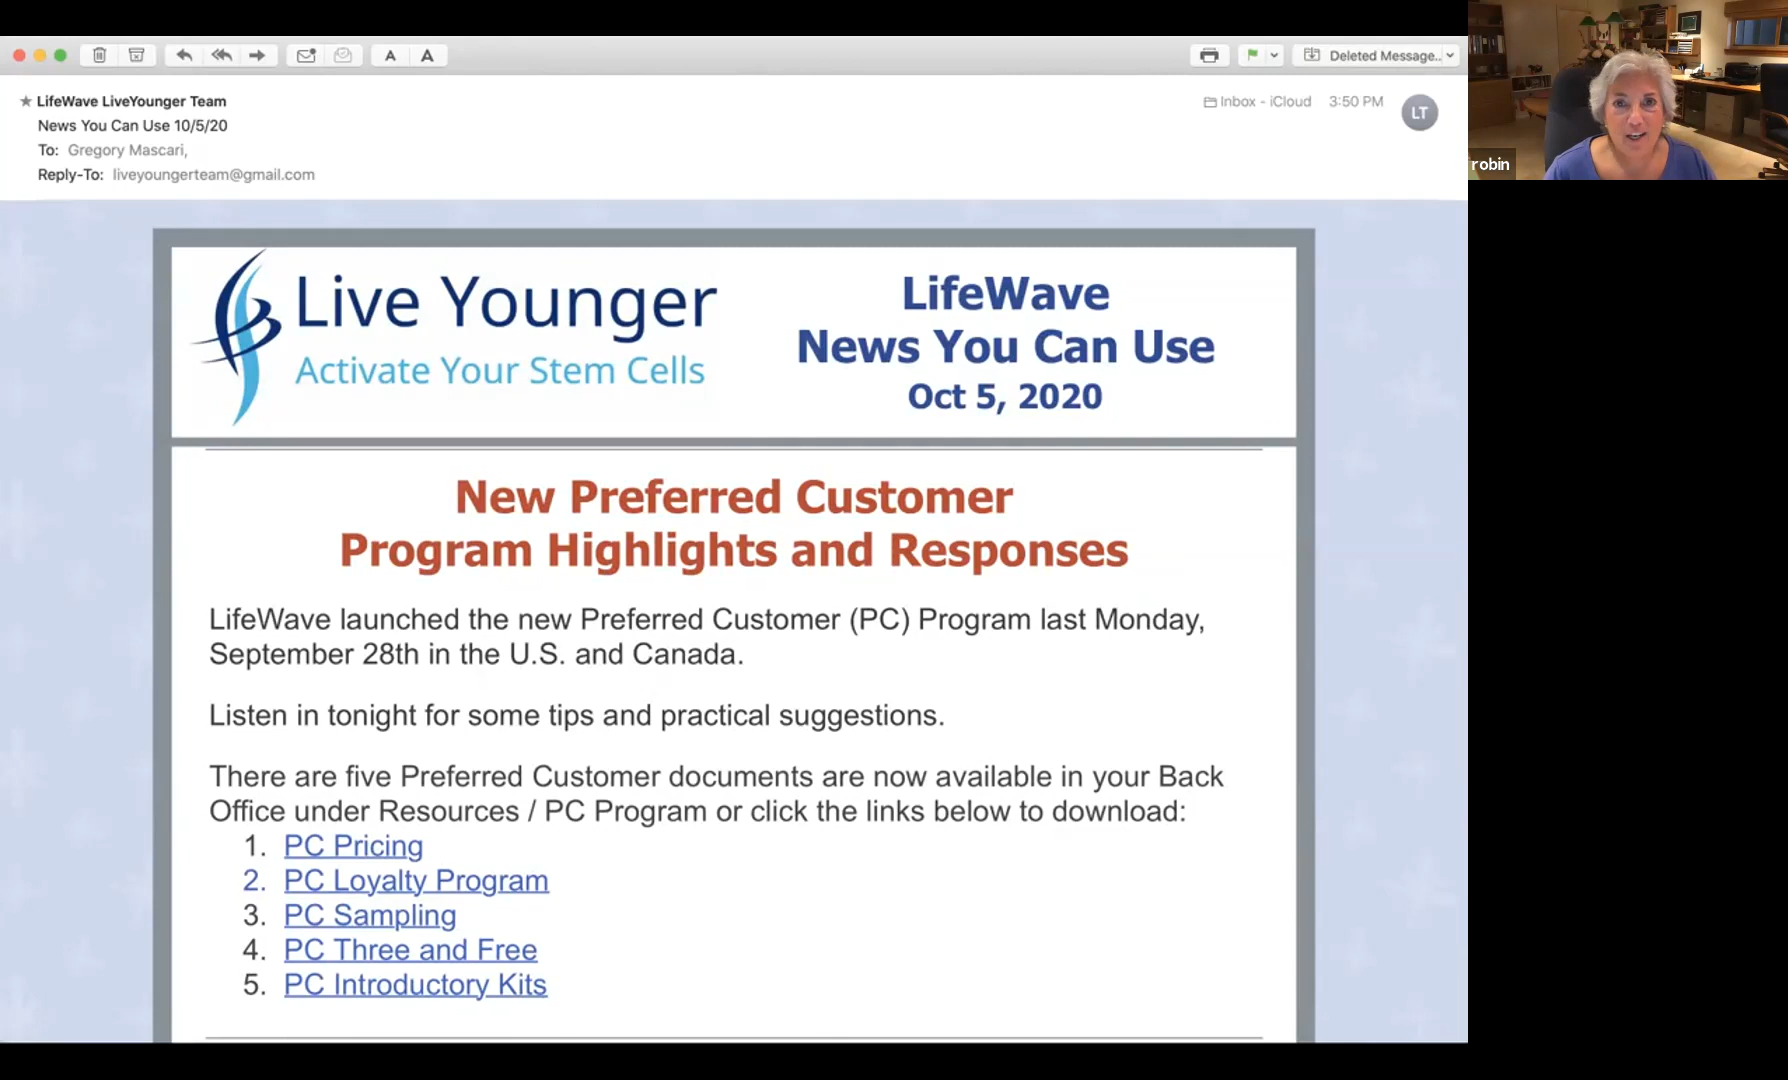 Deleted Message..
LifeWave LiveYounger Team
Inbox - iCloud 3:50 PM
LT
News You Can Use 10/5/20
To: Gregory Mascari,
Reply-To: liveyoungerteam@gmail.com
robin
Live Younger
Activate Your Stem Cells
LifeWave
News You Can Use
Oct 5, 2020
New Preferred Customer
Program Highlights and Responses
LifeWave launched the new Preferred Customer (PC) Program last Monday,
September 28th in the U.S. and Canada.
Listen in tonight for some tips and practical suggestions.
There are five Preferred Customer documents are now available in your Back
Office under Resources / PC Program or click the links below to download:
1. PC Pricing
2. PC Loyalty Program
3. PC Sampling
4. PC Three and Free
5. PC Introductory Kits